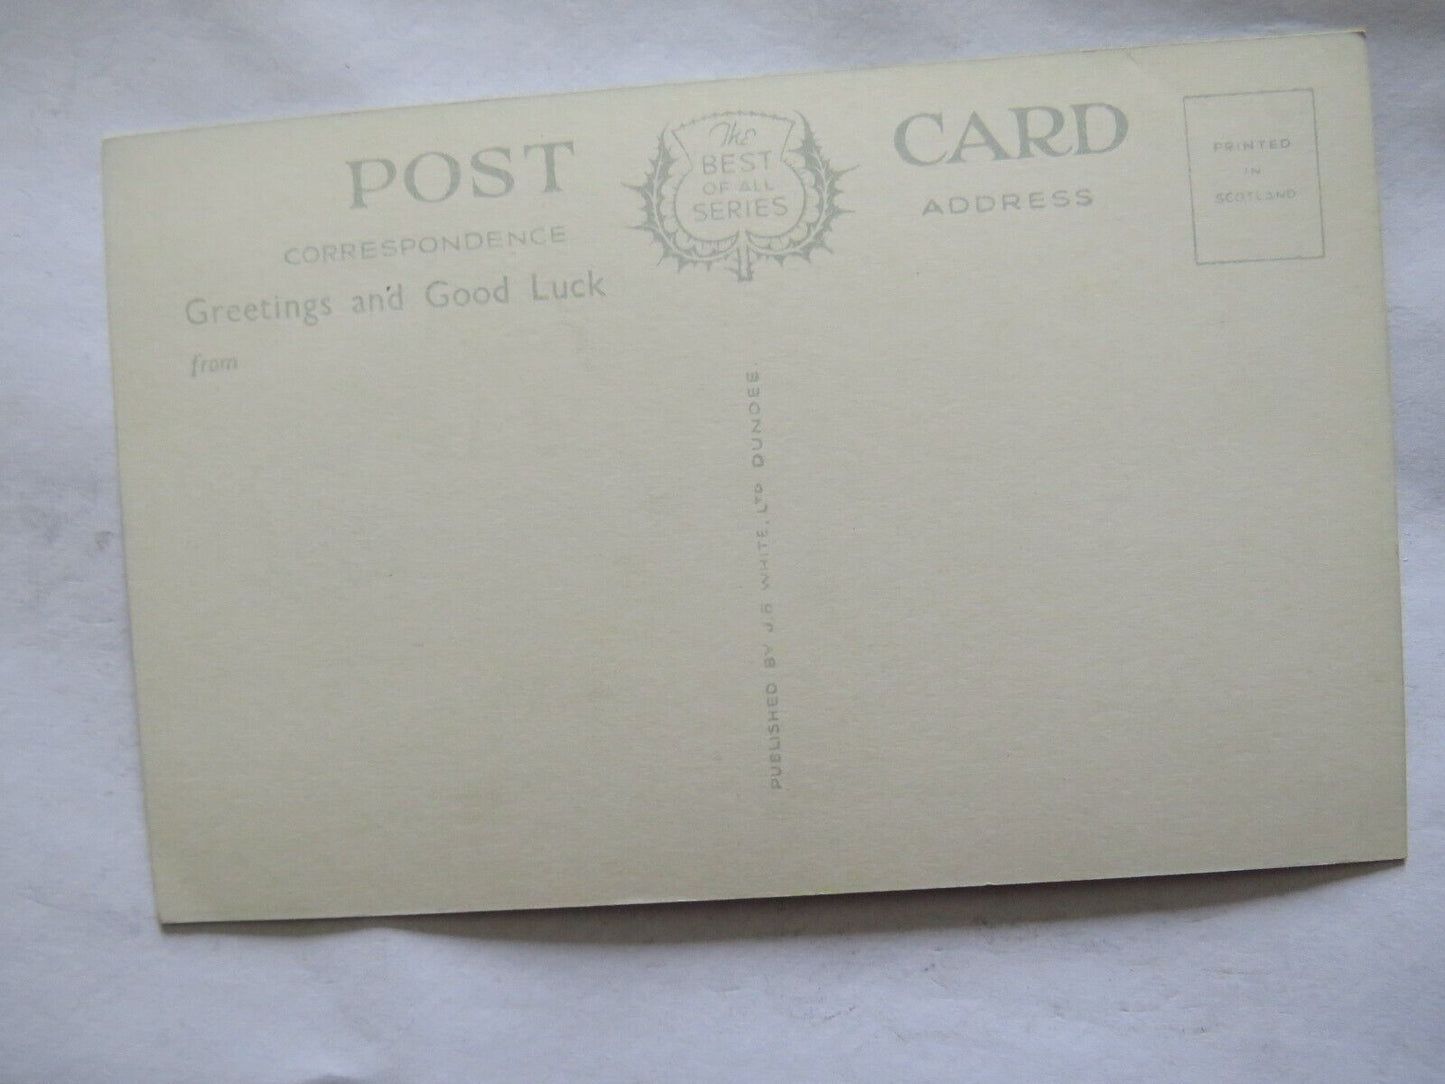 POST CARD
The
BEST
OF ALL
SERIES
CORRESPONDENCE
ADDRESS
PRINTED
IN
SCOTLAND
Greetings and Good Luck
from
PUBLISHED BY J.B WHITE, LTD DUNDEE.